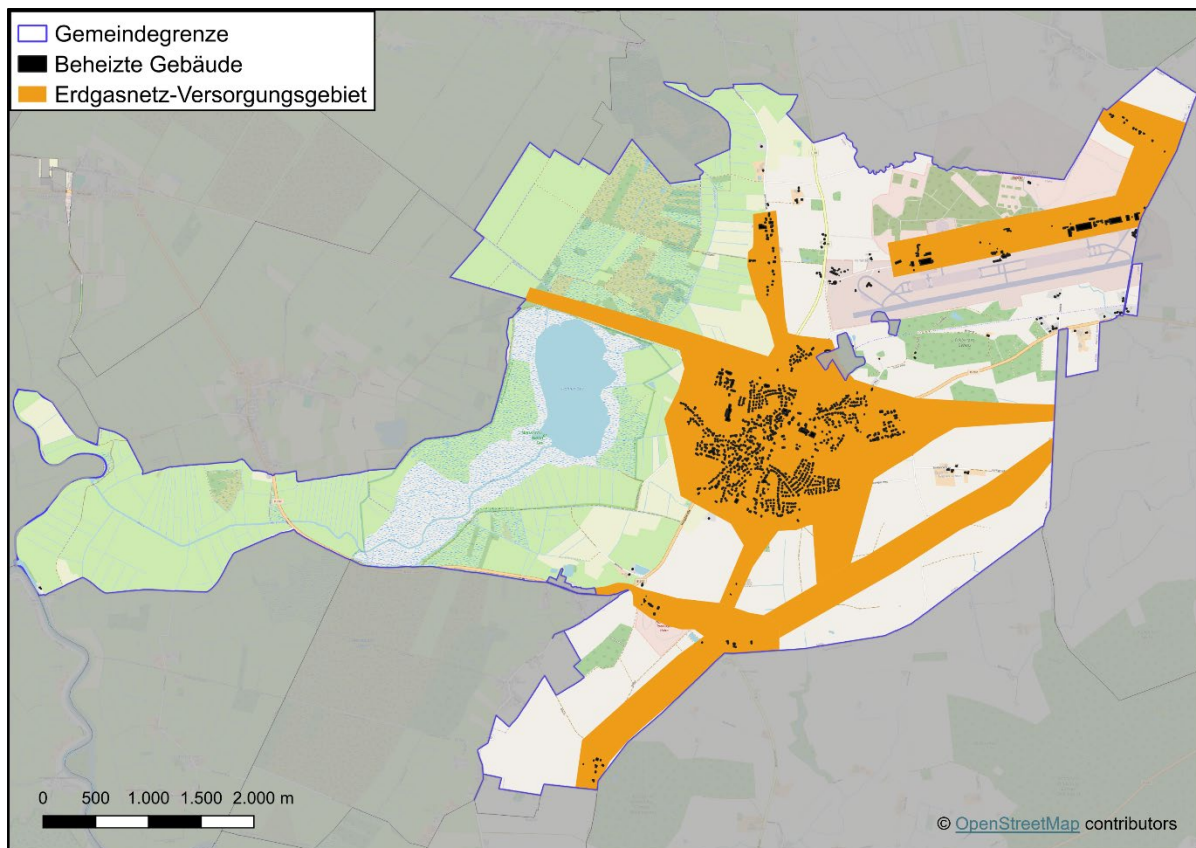 Gemeindegrenze
Beheizte Gebäude
Erdgasnetz-Versorgungsgebiet
0 500 1.000 1.500 2.000 m
© OpenStreetMap contributors